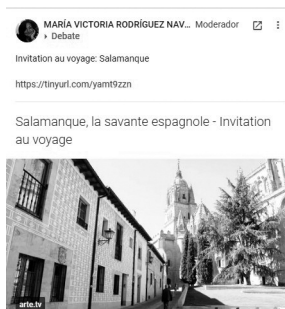 MARÍA VICTORIA RODRÍGUEZ NAV... Moderador
Debate
Invitation au voyage: Salamanque
https://tinyurl.com/yamt9zzn
Salamanque, la savante espagnole - Invitation
au voyage
arte.tv